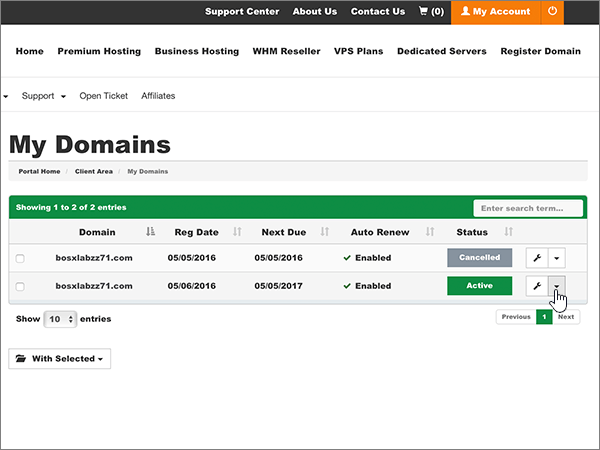 Support Center About Us Contact Us (0) My Account
Home Premium Hosting Business Hosting WHM Reseller VPS Plans Dedicated Servers Register Domain
Support Open Ticket Affiliates
My Domains
Portal Home / Client Area / My Domains
Showing 1 to 2 of 2 entries Enter search term...
Domain Reg Date Next Due Auto Renew Status
bosxlabzz71.com 05/05/2016 05/05/2016 Enabled Cancelled
bosxlabzz71.com 05/06/2016 05/05/2017 Enabled Active
Show 10 entries Previous 1 Next
With Selected